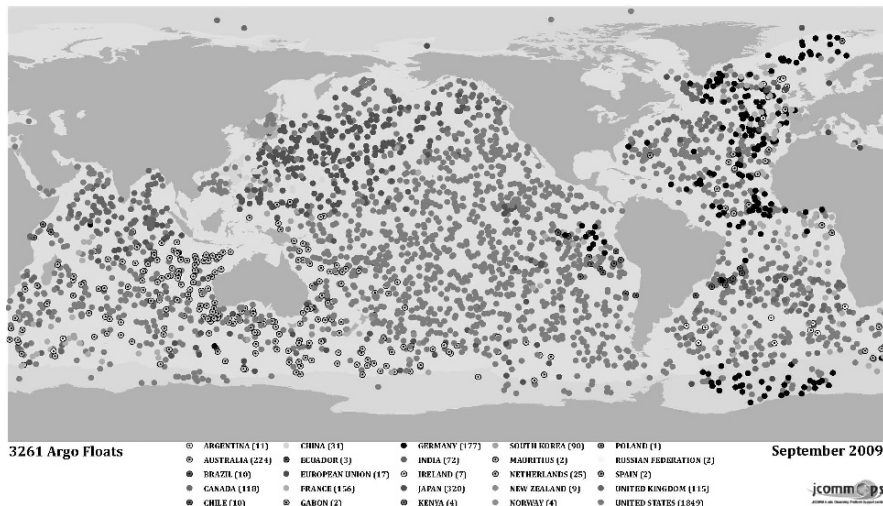 3261 Argo Floats
ARGENTINA (11) CHINA (31) GERMANY (177) SOUTH KOREA (90) POLAND (1)
AUSTRALIA (224) ECUADOR (3) INDIA (72) MAURITIUS (2) RUSSIAN FEDERATION (2)
BRAZIL (10) EUROPEAN UNION (17) IRELAND (7) NETHERLANDS (25) SPAIN (2)
CANADA (118) FRANCE (156) JAPAN (320) NEW ZEALAND (9) UNITED KINGDOM (115)
CHILE (10) GABON (2) KENYA (4) NORWAY (4) UNITED STATES (1849)
September 2009
jcommops